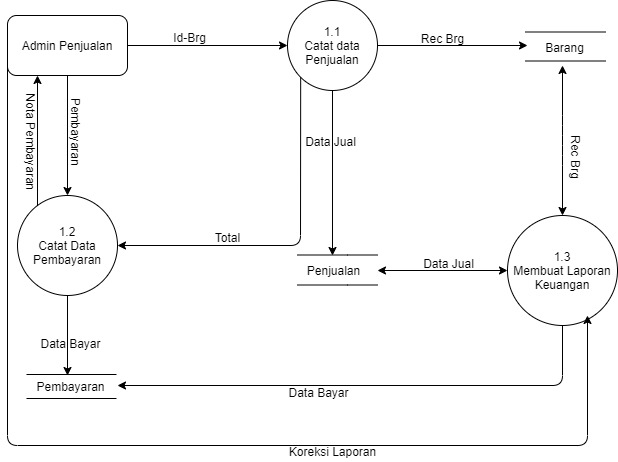 Admin Penjualan
Id-Brg
1.1
Catat data
Penjualan
Rec Brg
Barang
Nota Pembayaran
Pembayaran
Data Jual
Rec Brg
1.2
Catat Data
Pembayaran
Total
Penjualan
Data Jual
1.3
Membuat Laporan
Keuangan
Data Bayar
Pembayaran
Data Bayar
Koreksi Laporan